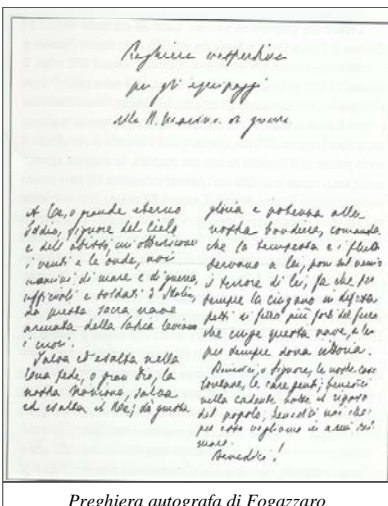 Preghiera vespertina
per gli equipaggi
della R. Marina da guerra
A Te, o grande eterno
Iddio, Signore del cielo
e dell'abisso, cui obbediscono
i venti e le onde, noi
uomini di mare e di guerra,
ufficiali e soldati d'Italia,
da questa sacra nave
armata della Patria leviamo
i cuori.
Salva ed esalta nella
Tua fede, o gran Dio, la
nostra Nazione, salva
ed esalta il Re; dà giusta
gloria e potenza alla
nostra bandiera, comanda
che la tempesta e i flutti
servano a lei, poni sul nemico
il terrore di lei; fa che per
sempre la cingano in difesa
petti di ferro più forti del ferro
che cinge questa nave, a lei
per sempre dona vittoria.
Benedici, o Signore, le nostre case
lontane, le care genti; benedici
nella cadente notte il riposo
del popolo, benedici noi che
per esso vegliamo in armi sul
mare.
Benedici!
Preghiera autografa di Fogazzaro